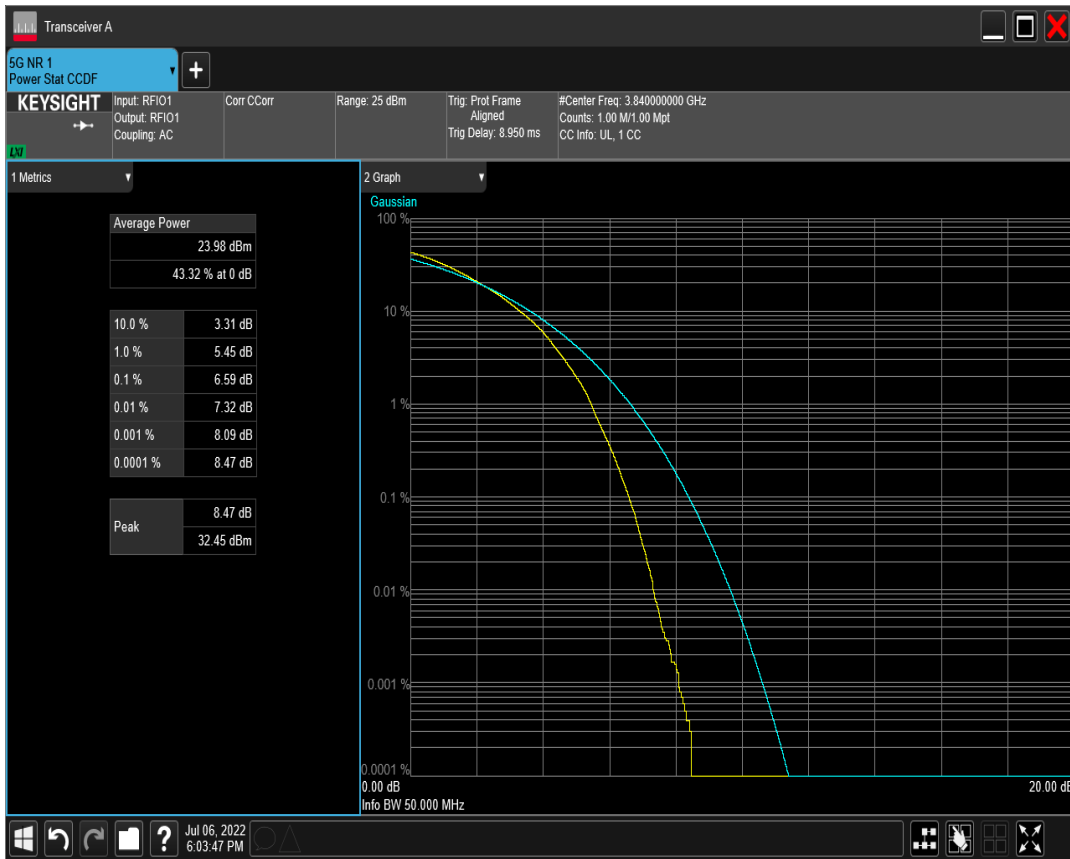 Transceiver A
5G NR 1
Power Stat CCDF
KEYSIGHT
LXI
Input: RFIO1
Output: RFIO1
Coupling: AC
Corr CCorr
Range: 25 dBm
Trig: Prot Frame
Aligned
Trig Delay: 8.950 ms
#Center Freq: 3.840000000 GHz
Counts: 1.00 M/1.00 Mpt
CC Info: UL, 1 CC
1 Metrics
Average Power
23.98 dBm
43.32 % at 0 dB
10.0 % 3.31 dB
1.0 % 5.45 dB
0.1 % 6.59 dB
0.01 % 7.32 dB
0.001 % 8.09 dB
0.0001 % 8.47 dB
Peak
8.47 dB
32.45 dBm
2 Graph
Gaussian
100 %
10 %
1 %
0.1 %
0.01 %
0.001 %
0.0001 %
0.00 dB
20.00 dB
Info BW 50.000 MHz
?
Jul 06, 2022
6:03:47 PM